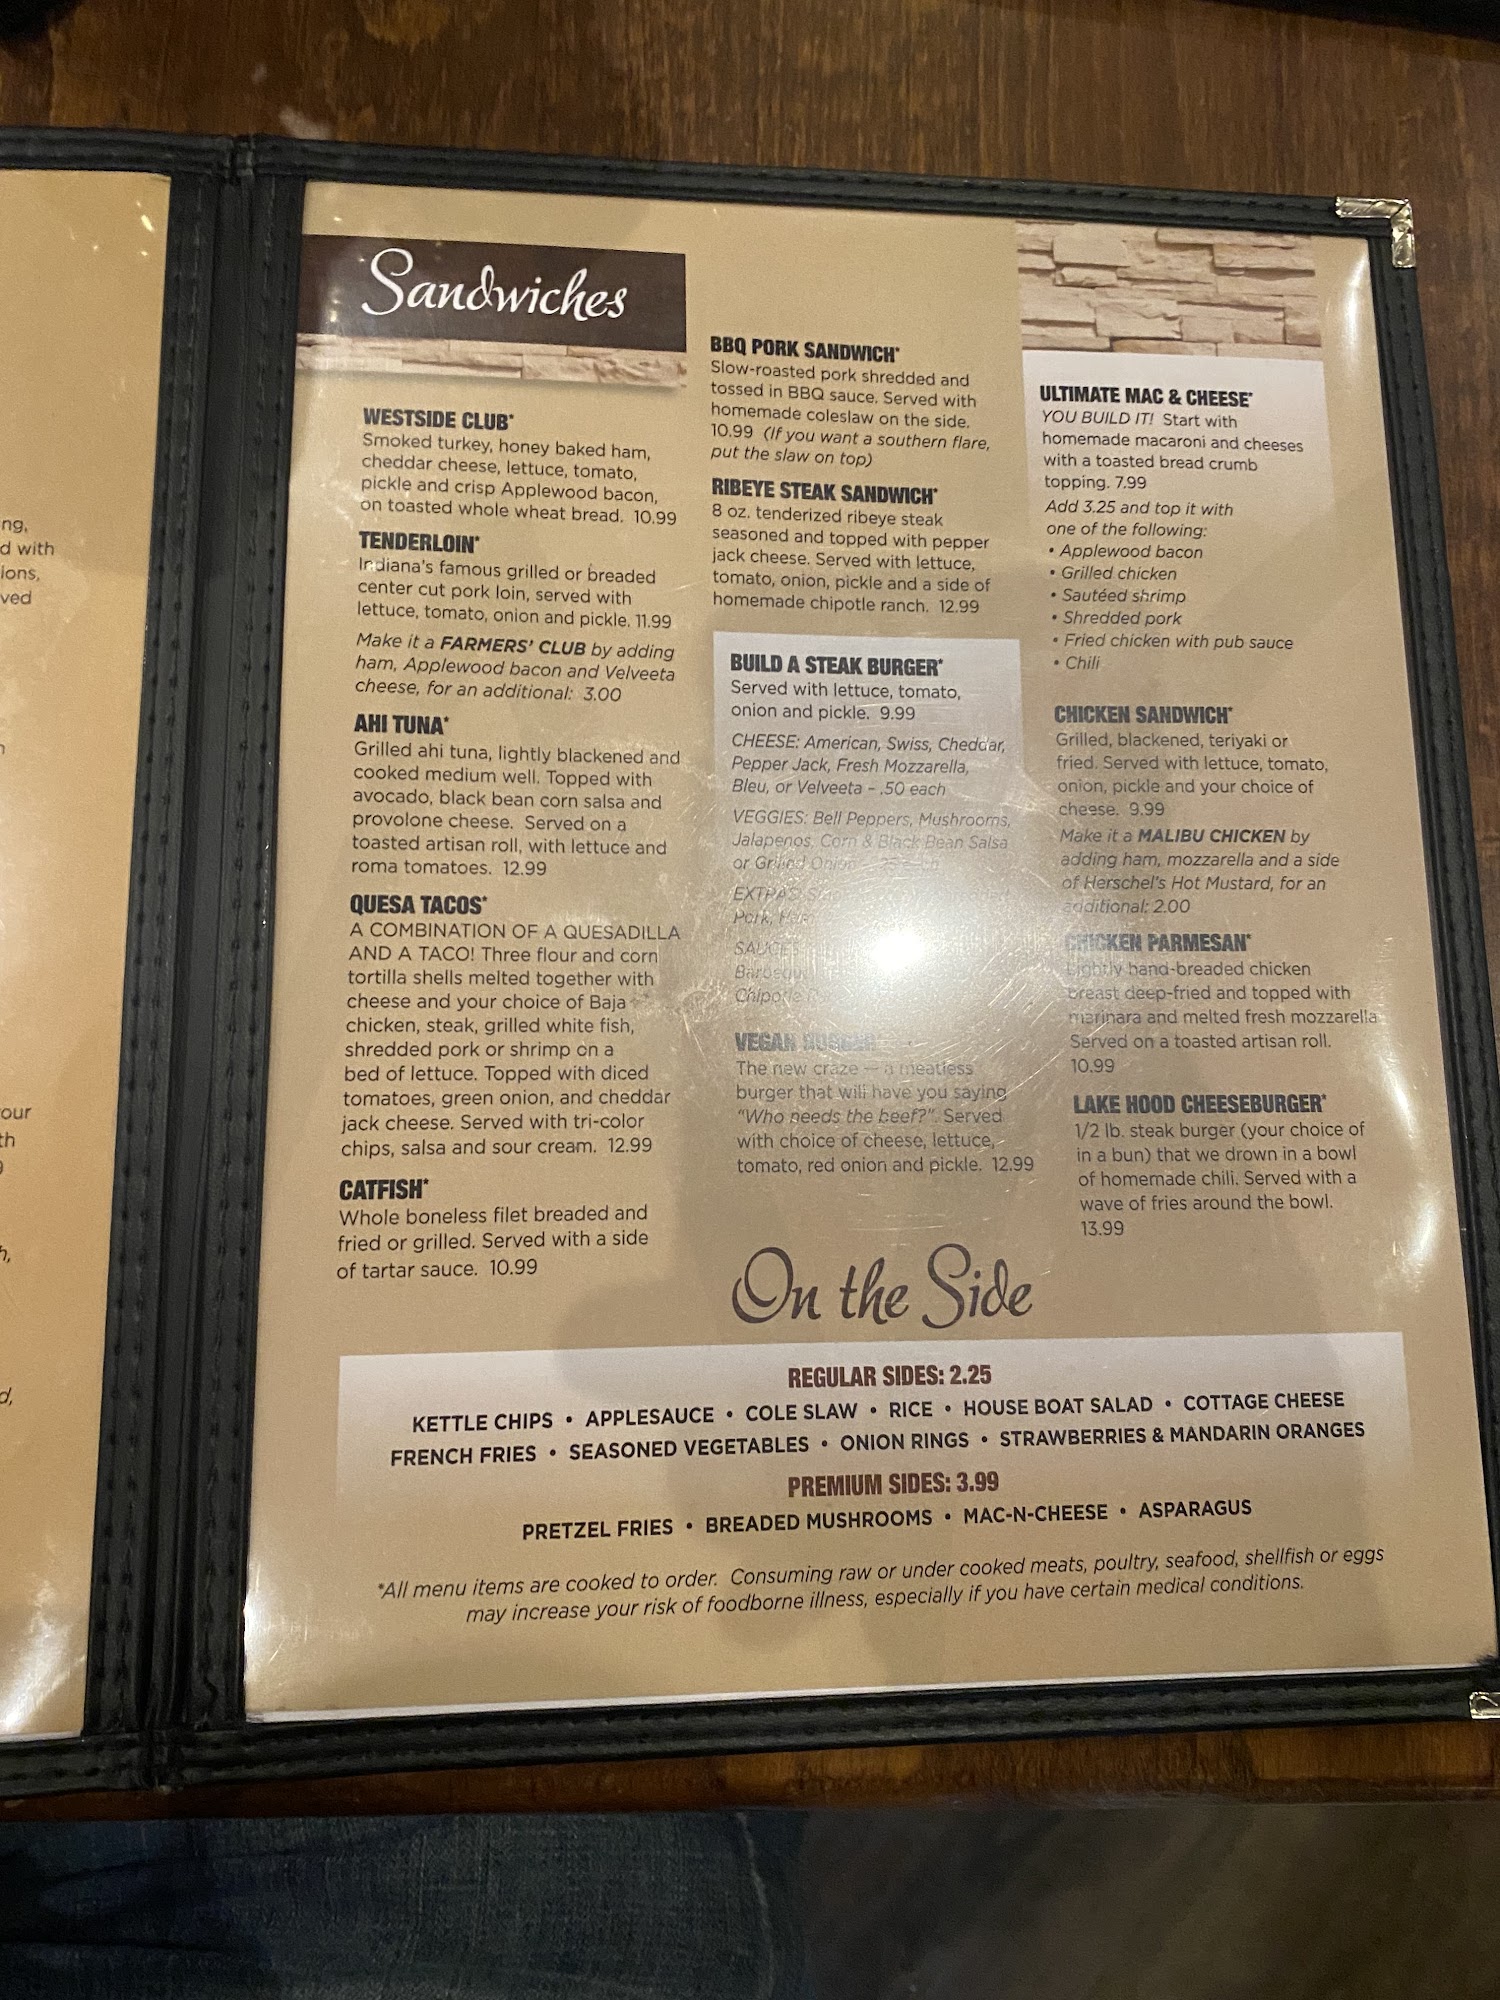 ng,
d with
ions,
ved
n
our
th
h,
d,
Sandwiches
WESTSIDE CLUB*
Smoked turkey, honey baked ham,
cheddar cheese, lettuce, tomato,
pickle and crisp Applewood bacon,
on toasted whole wheat bread. 10.99
TENDERLOIN*
Indiana's famous grilled or breaded
center cut pork loin, served with
lettuce, tomato, onion and pickle. 11.99
Make it a FARMERS' CLUB by adding
ham, Applewood bacon and Velveeta
cheese, for an additional: 3.00
AHI TUNA*
Grilled ahi tuna, lightly blackened and
cooked medium well. Topped with
avocado, black bean corn salsa and
provolone cheese. Served on a
toasted artisan roll, with lettuce and
roma tomatoes. 12.99
QUESA TACOS*
A COMBINATION OF A QUESADILLA
AND A TACO! Three flour and corn
tortilla shells melted together with
cheese and your choice of Baja
chicken, steak, grilled white fish,
shredded pork or shrimp on a
bed of lettuce. Topped with diced
tomatoes, green onion, and cheddar
jack cheese. Served with tri-color
chips, salsa and sour cream. 12.99
CATFISH*
Whole boneless filet breaded and
fried or grilled. Served with a side
of tartar sauce. 10.99
BBQ PORK SANDWICH*
Slow-roasted pork shredded and
tossed in BBQ sauce. Served with
homemade coleslaw on the side.
10.99 (If you want a southern flare,
put the slaw on top)
RIBEYE STEAK SANDWICH*
8 oz. tenderized ribeye steak
seasoned and topped with pepper
jack cheese. Served with lettuce,
tomato, onion, pickle and a side of
homemade chipotle ranch. 12.99
BUILD A STEAK BURGER*
Served with lettuce, tomato,
onion and pickle. 9.99
CHEESE: American, Swiss, Cheddar,
Pepper Jack, Fresh Mozzarella,
Bleu, or Velveeta – .50 each
VEGGIES: Bell Peppers, Mushrooms,
Jalapenos, Corn & Black Bean Salsa
or Grilled Onion
EXTRAS:
Pork,
SAUCES:
Chipotle
VEGAN BURGER
The new craze — a meatless
burger that will have you saying
"Who needs the beef?". Served
with choice of cheese, lettuce,
tomato, red onion and pickle. 12.99
ULTIMATE MAC & CHEESE*
YOU BUILD IT! Start with
homemade macaroni and cheeses
with a toasted bread crumb
topping. 7.99
Add 3.25 and top it with
one of the following:
• Applewood bacon
• Grilled chicken
• Sautéed shrimp
• Shredded pork
• Fried chicken with pub sauce
• Chili
CHICKEN SANDWICH*
Grilled, blackened, teriyaki or
fried. Served with lettuce, tomato,
onion, pickle and your choice of
cheese. 9.99
Make it a MALIBU CHICKEN by
adding ham, mozzarella and a side
of Herschel's Hot Mustard, for an
additional: 2.00
CHICKEN PARMESAN*
Lightly hand-breaded chicken
breast deep-fried and topped with
marinara and melted fresh mozzarella.
Served on a toasted artisan roll.
10.99
LAKE HOOD CHEESEBURGER*
1/2 lb. steak burger (your choice of
in a bun) that we drown in a bowl
of homemade chili. Served with a
wave of fries around the bowl.
13.99
On the Side
REGULAR SIDES: 2.25
KETTLE CHIPS • APPLESAUCE • COLE SLAW • RICE • HOUSE BOAT SALAD • COTTAGE CHEESE
FRENCH FRIES • SEASONED VEGETABLES • ONION RINGS • STRAWBERRIES & MANDARIN ORANGES
PREMIUM SIDES: 3.99
PRETZEL FRIES • BREADED MUSHROOMS • MAC-N-CHEESE • ASPARAGUS
*All menu items are cooked to order. Consuming raw or under cooked meats, poultry, seafood, shellfish or eggs
may increase your risk of foodborne illness, especially if you have certain medical conditions.